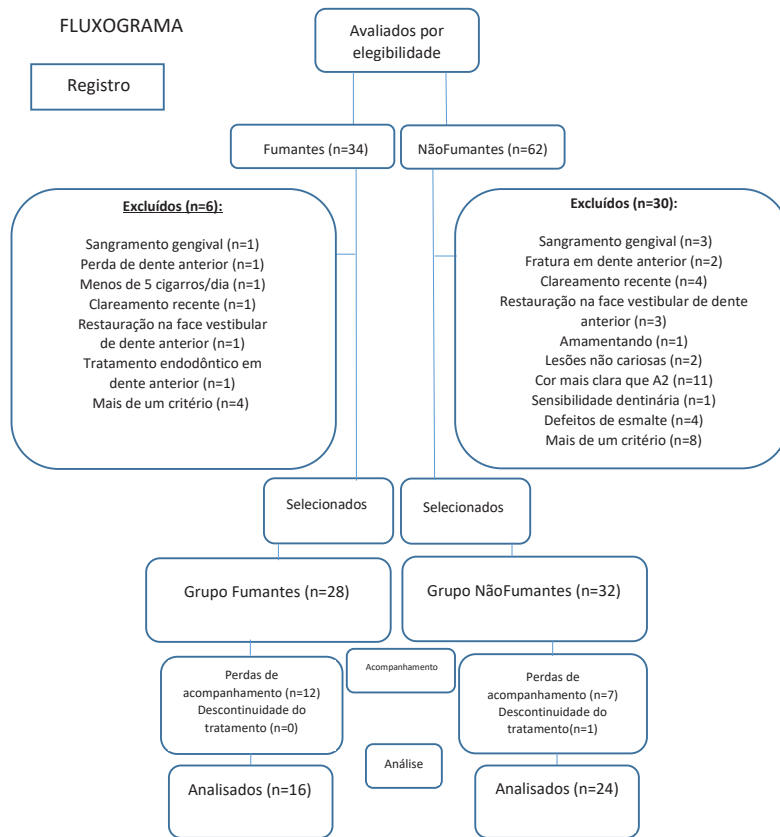 FLUXOGRAMA
Avaliados por
elegibilidade
Registro
Fumantes (n=34)
NãoFumantes (n=62)
Excluídos (n=6):
Sangramento gengival (n=1)
Perda de dente anterior (n=1)
Menos de 5 cigarros/dia (n=1)
Clareamento recente (n=1)
Restauração na face vestibular
de dente anterior (n=1)
Tratamento endodôntico em
dente anterior (n=1)
Mais de um critério (n=4)
Excluídos (n=30):
Sangramento gengival (n=3)
Fratura em dente anterior (n=2)
Clareamento recente (n=4)
Restauração na face vestibular de dente
anterior (n=3)
Amamentando (n=1)
Lesões não cariosas (n=2)
Cor mais clara que A2 (n=11)
Sensibilidade dentinária (n=1)
Defeitos de esmalte (n=4)
Mais de um critério (n=8)
Selecionados
Selecionados
Grupo Fumantes (n=28)
Grupo NãoFumantes (n=32)
Acompanhamento
Perdas de
acompanhamento (n=12)
Descontinuidade do
tratamento (n=0)
Perdas de
acompanhamento (n=7)
Descontinuidade do
tratamento(n=1)
Análise
Analisados (n=16)
Analisados (n=24)